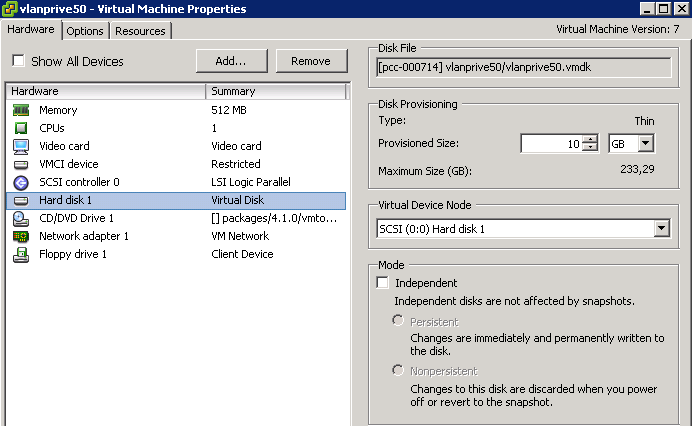 vlanprive50 - Virtual Machine Properties
Hardware Options Resources Virtual Machine Version: 7
Show All Devices Add... Remove
Hardware Summary
Memory 512 MB
CPUs 1
Video card Video card
VMCI device Restricted
SCSI controller 0 LSI Logic Parallel
Hard disk 1 Virtual Disk
CD/DVD Drive 1 [] packages/4.1.0/vmto...
Network adapter 1 VM Network
Floppy drive 1 Client Device
Disk File
[pcc-000714] vlanprive50/vlanprive50.vmdk
Disk Provisioning
Type: Thin
Provisioned Size: 10 GB
Maximum Size (GB): 233,29
Virtual Device Node
SCSI (0:0) Hard disk 1
Mode
Independent
Independent disks are not affected by snapshots.
Persistent
Changes are immediately and permanently written to
the disk.
Nonpersistent
Changes to this disk are discarded when you power
off or revert to the snapshot.